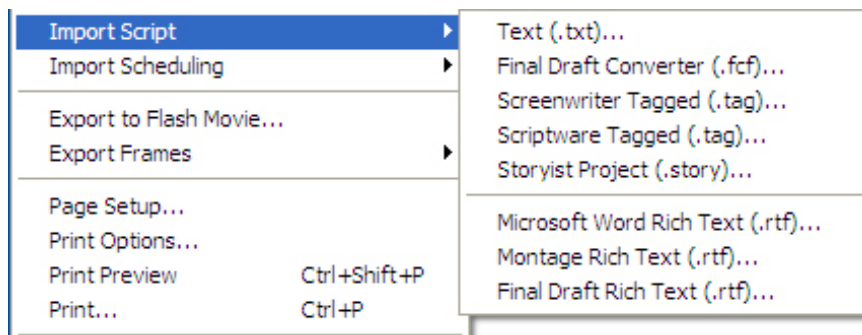 Import Script
Import Scheduling
Export to Flash Movie...
Export Frames
Page Setup...
Print Options...
Print Preview Ctrl+Shift+P
Print... Ctrl+P
Text (.txt)...
Final Draft Converter (.fcf)...
Screenwriter Tagged (.tag)...
Scriptware Tagged (.tag)...
Storyist Project (.story)...
Microsoft Word Rich Text (.rtf)...
Montage Rich Text (.rtf)...
Final Draft Rich Text (.rtf)...